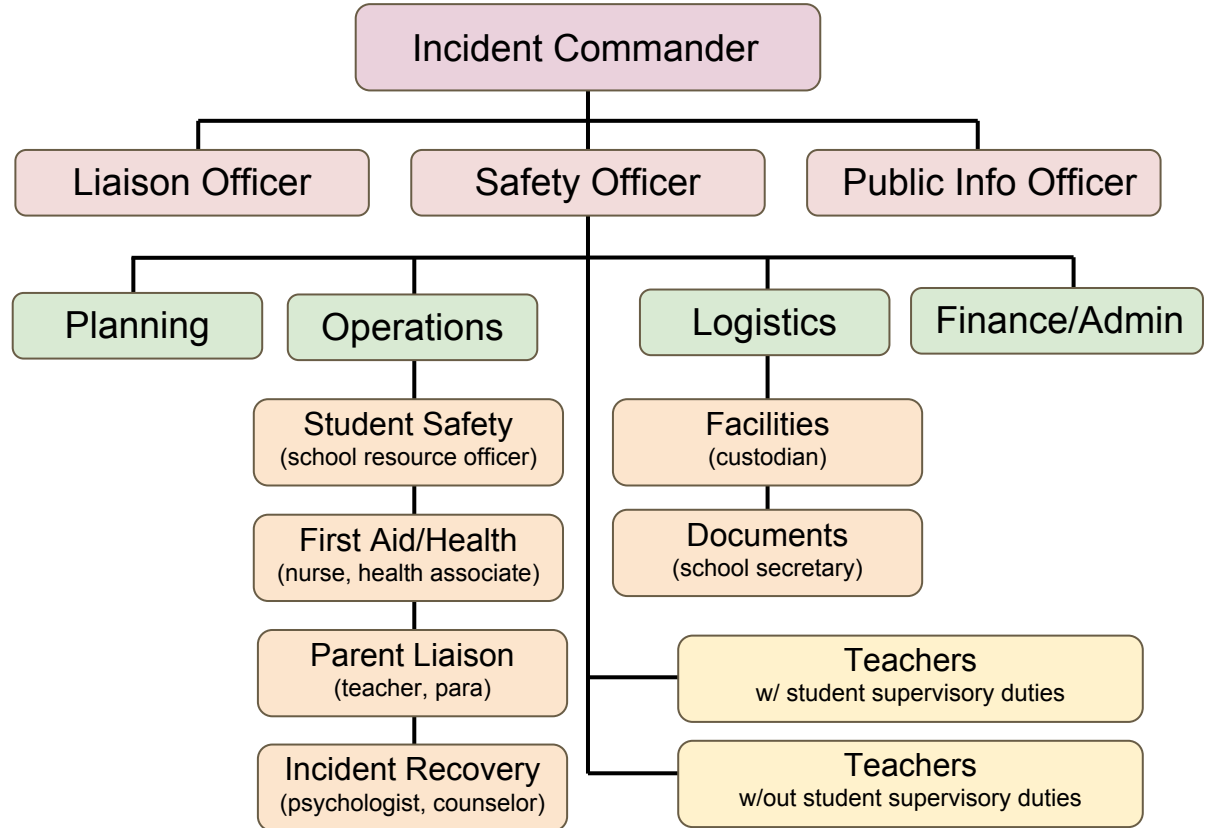 Incident Commander
Liaison Officer
Safety Officer
Public Info Officer
Planning
Operations
Logistics
Finance/Admin
Student Safety
(school resource officer)
Facilities
(custodian)
First Aid/Health
(nurse, health associate)
Documents
(school secretary)
Parent Liaison
(teacher, para)
Teachers
w/ student supervisory duties
Incident Recovery
(psychologist, counselor)
Teachers
w/out student supervisory duties